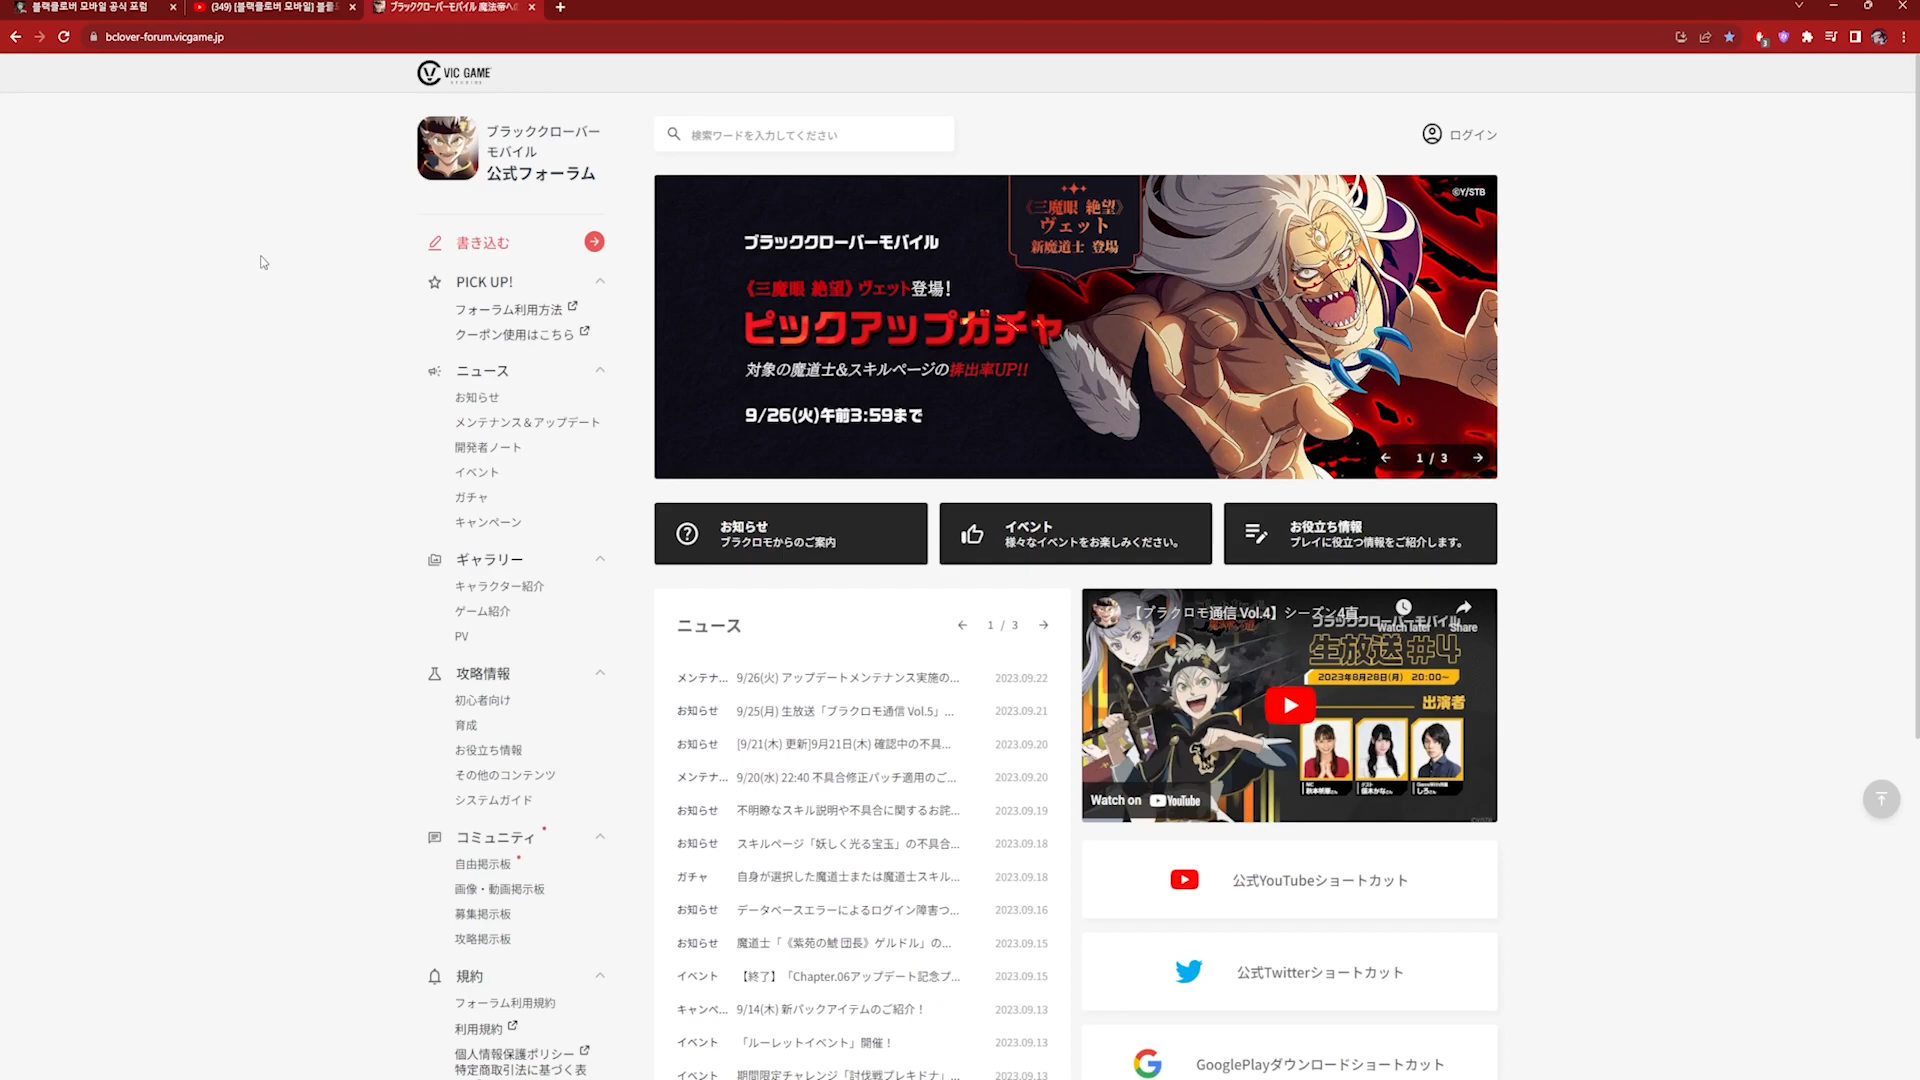 블랙클로버 모바일 공식 포럼
(349) [블랙클로버 모바일]
ブラッククローバーモバイル 魔法帝への
bclover-forum.vicgame.jp
VIC GAME
STUDIOS
ブラッククローバー
モバイル
公式フォーラム
検索ワードを入力してください
ログイン
書き込む
PICK UP!
フォーラム利用方法
クーポン使用はこちら
ニュース
お知らせ
メンテナンス＆アップデート
開発者ノート
イベント
ガチャ
キャンペーン
ギャラリー
キャラクター紹介
ゲーム紹介
PV
攻略情報
初心者向け
育成
お役立ち情報
その他のコンテンツ
システムガイド
コミュニティ
自由掲示板
画像・動画掲示板
募集掲示板
攻略掲示板
規約
フォーラム利用規約
利用規約
個人情報保護ポリシー
特定商取引法に基づく表
©Y/STB
《三魔眼 絶望》
ヴェット
新魔道士 登場
ブラッククローバーモバイル
《三魔眼 絶望》ヴェット登場!
ピックアップガチャ
対象の魔道士&スキルページの排出率UP!!
9/26(火)午前3:59まで
1 / 3
お知らせ
ブラクロモからのご案内
イベント
様々なイベントをお楽しみください。
お役立ち情報
プレイに役立つ情報をご紹介します。
ニュース
1 / 3
メンテナ... 9/26(火) アップデートメンテナンス実施の... 2023.09.22
お知らせ 9/25(月) 生放送「ブラクロモ通信 Vol.5」... 2023.09.21
お知らせ [9/21(木) 更新]9月21日(木) 確認中の不具... 2023.09.20
メンテナ... 9/20(水) 22:40 不具合修正パッチ適用のご... 2023.09.20
お知らせ 不明瞭なスキル説明や不具合に関するお詫... 2023.09.19
お知らせ スキルページ「妖しく光る宝玉」の不具合... 2023.09.18
ガチャ 自身が選択した魔道士または魔道士スキル... 2023.09.18
お知らせ データベースエラーによるログイン障害つ... 2023.09.16
お知らせ 魔道士「《紫苑の鯱 団長》ゲルドル」の... 2023.09.15
イベント 【終了】「Chapter.06アップデート記念プ... 2023.09.15
キャンペ... 9/14(木) 新パックアイテムのご紹介！ 2023.09.13
イベント 「ルーレットイベント」開催！ 2023.09.13
イベント 期間限定チャレンジ「討伐戦プレキドナ」... 2023.09.13
【ブラクロモ通信 Vol.4】シーズン4直
Watch later
Share
ブラッククローバーモバイル
生放送#4
2023年8月28日(月) 20:00〜
出演者
Watch on YouTube
公式YouTubeショートカット
公式Twitterショートカット
GooglePlayダウンロードショートカット